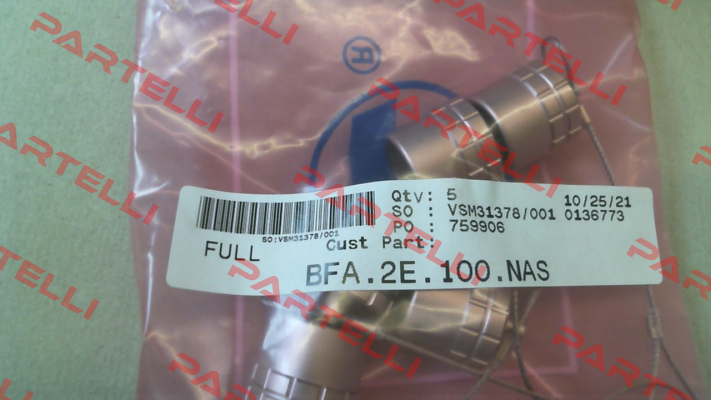 Qty: 5 10/25/21
SO : VSM31378/001 0136773
PO : 759906
SO:VSM31378/001
FULL Cust Part:
BFA.2E.100.NAS
®
PARTELLI
PARTELLI
PARTELLI
PARTELLI
PARTELLI
PARTELLI
PARTELLI